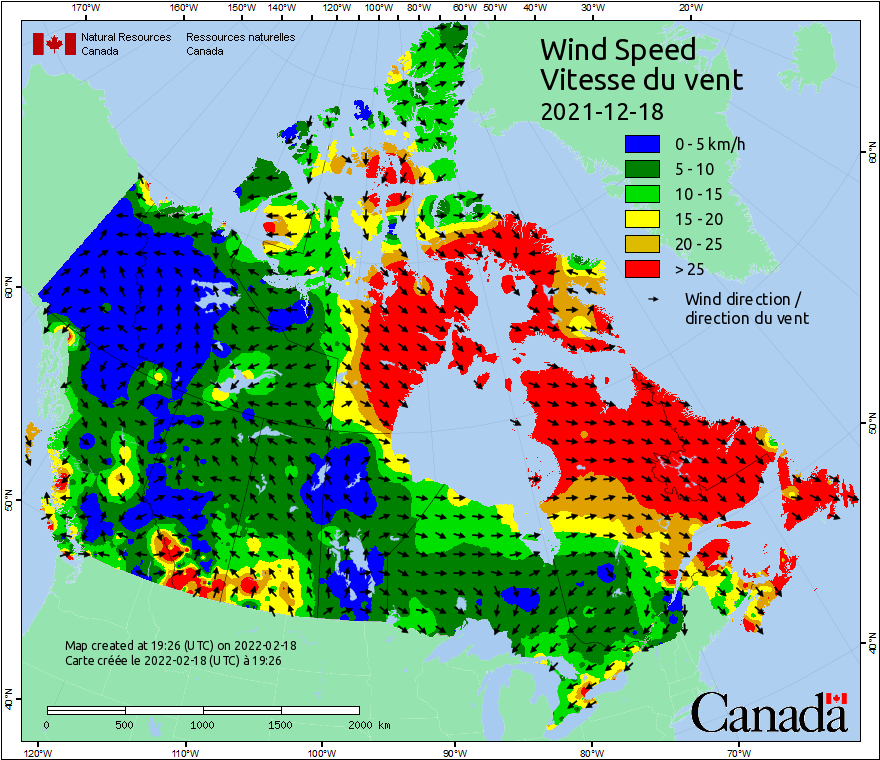 170°W 160°W 150°W 140°W 120°W 100°W 80°W 60°W 50°W 40°W 30°W 20°W
Natural Resources Ressources naturelles
Canada Canada
Wind Speed
Vitesse du vent
2021-12-18
0 - 5 km/h
5 - 10
10 - 15
15 - 20
20 - 25
> 25
Wind direction /
direction du vent
60°N
60°N
50°N
50°N
40°N
40°N
Map created at 19:26 (UTC) on 2022-02-18
Carte créée le 2022-02-18 (UTC) à 19:26
0 500 1000 1500 2000 km
Canada
120°W 110°W 100°W 90°W 80°W 70°W